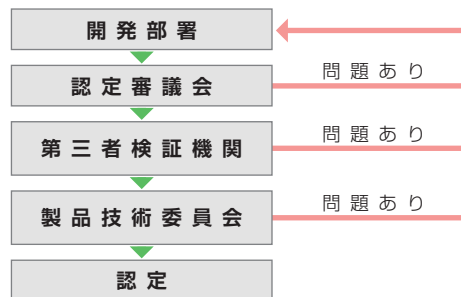 開発部署
問題あり
認定審議会
問題あり
第三者検証機関
問題あり
製品技術委員会
認定